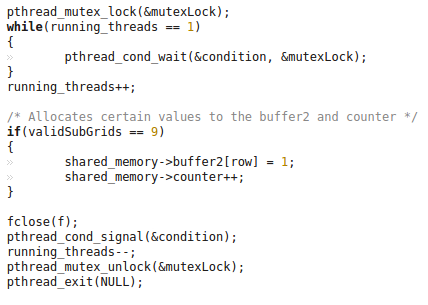 pthread_mutex_lock(&mutexLock);
while(running_threads == 1)
{
» pthread_cond_wait(&condition, &mutexLock);
}
running_threads++;
/* Allocates certain values to the buffer2 and counter */
if(validSubGrids == 9)
{
» shared_memory->buffer2[row] = 1;
» shared_memory->counter++;
}
fclose(f);
pthread_cond_signal(&condition);
running_threads--;
pthread_mutex_unlock(&mutexLock);
pthread_exit(NULL);